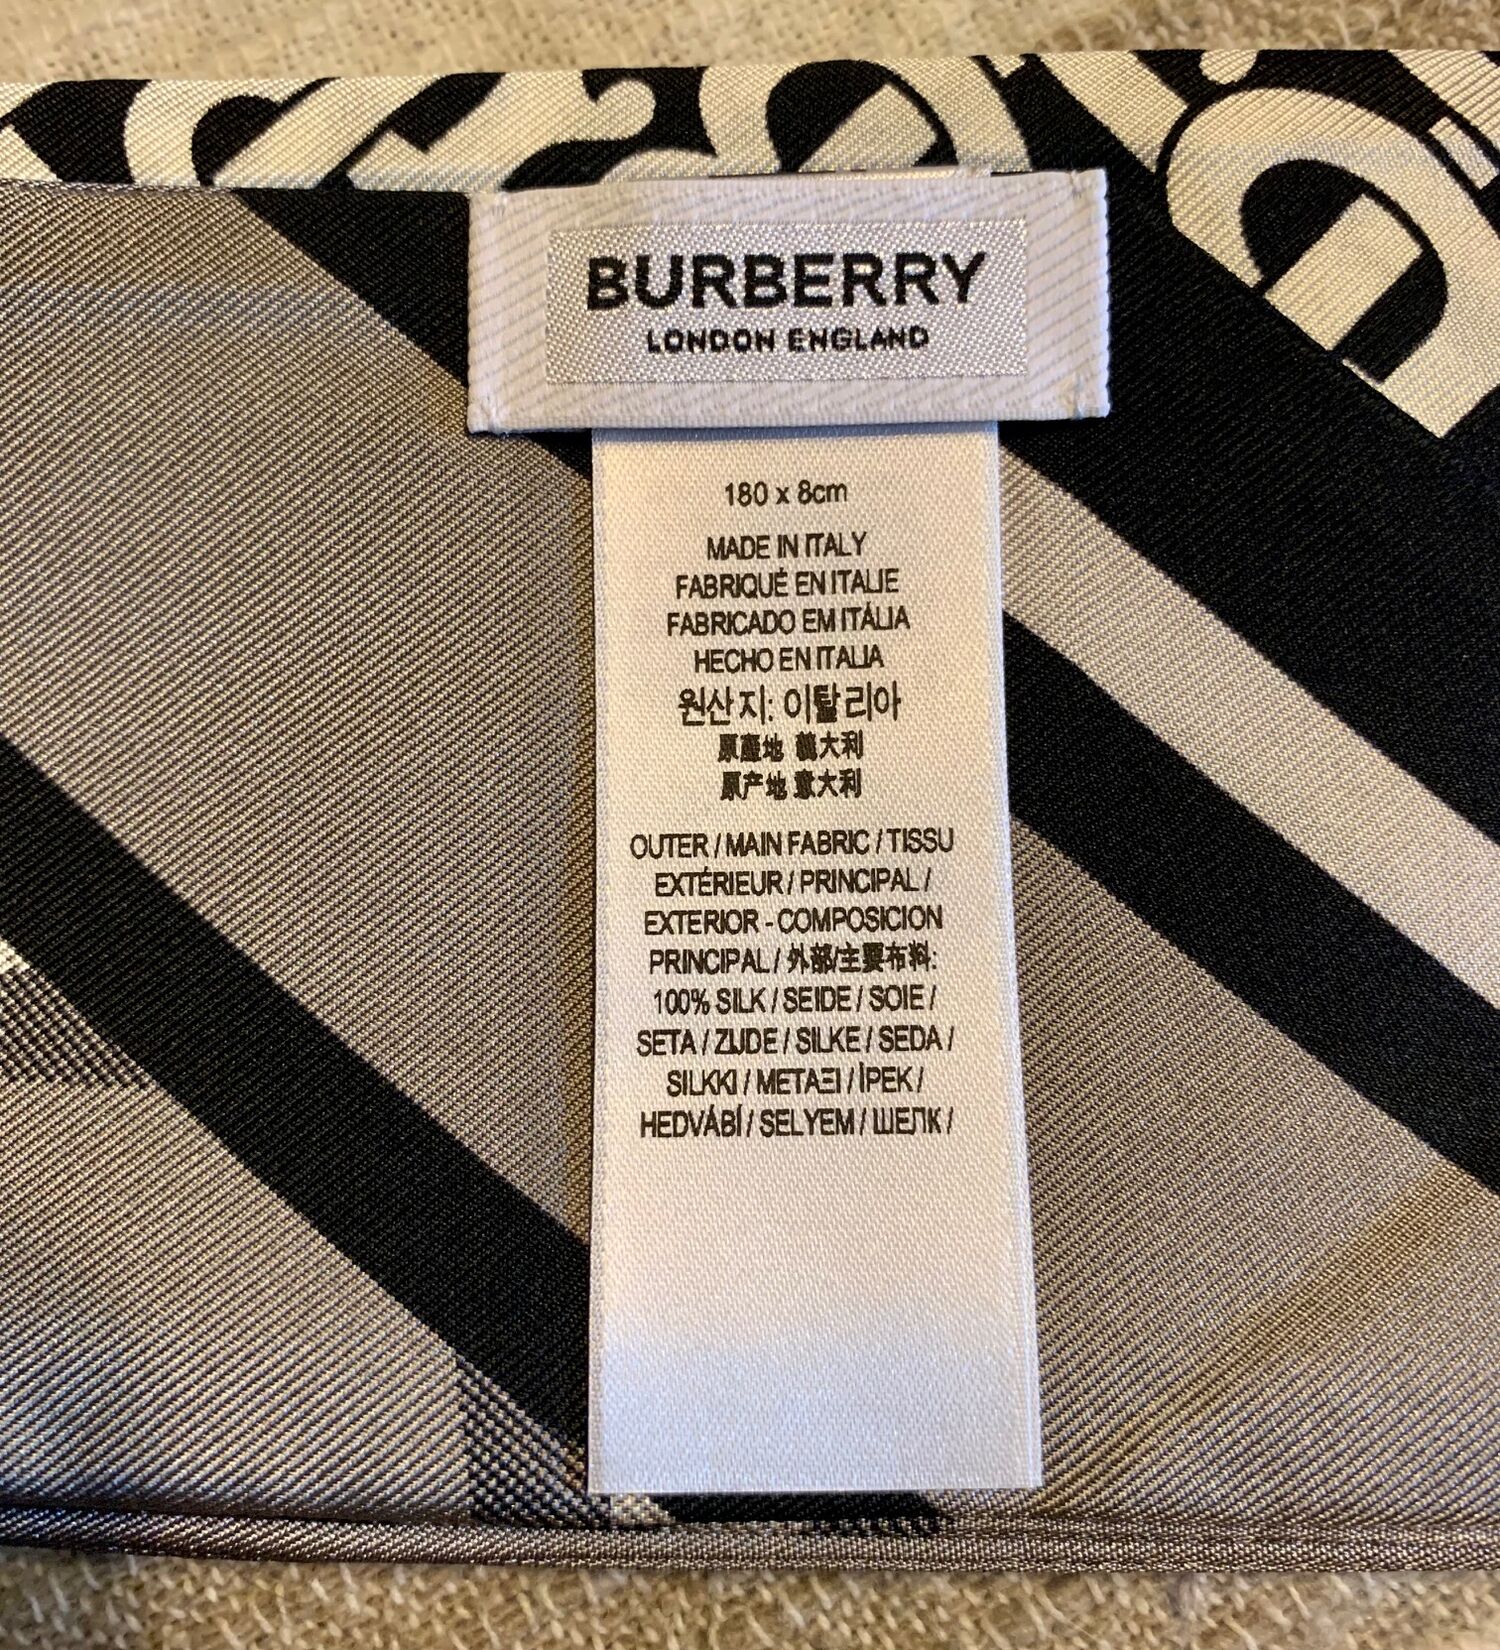 BURBERRY
LONDON ENGLAND
180 x 8cm
MADE IN ITALY
FABRIQUÉ EN ITALIE
FABRICADO EM ITÁLIA
HECHO EN ITALIA
원산지: 이탈리아
原產地 義大利
原产地 意大利
OUTER / MAIN FABRIC / TISSU
EXTÉRIEUR / PRINCIPAL /
EXTERIOR - COMPOSICION
PRINCIPAL / 外部/主要布料:
100% SILK / SEIDE / SOIE /
SETA / ZIJDE / SILKE / SEDA /
SILKKI / ΜΕΤΑΞΙ / İPEK /
HEDVÁBÍ / SELYEM / ШЕЛК /